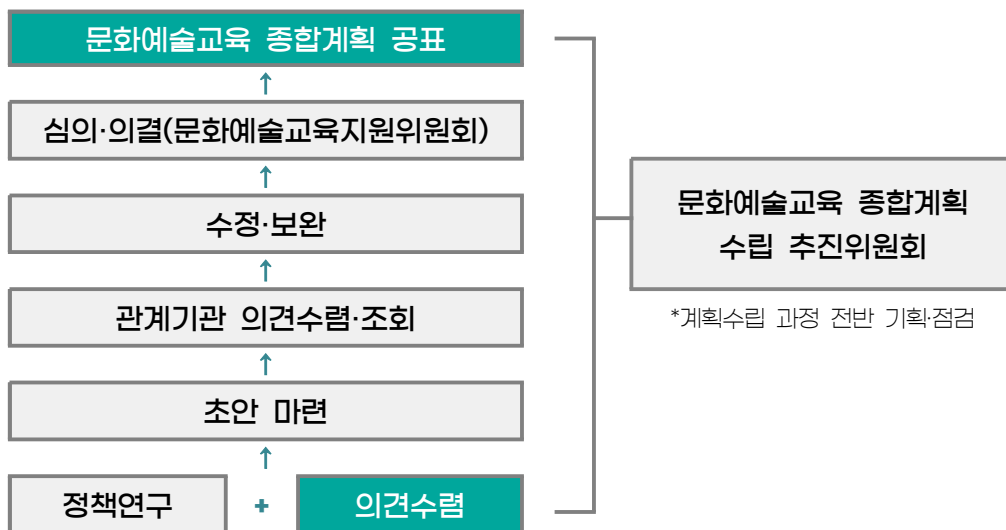 문화예술교육 종합계획 공표
↑
심의·의결(문화예술교육지원위원회)
↑
수정·보완
↑
관계기관 의견수렴·조회
↑
초안 마련
↑
정책연구 + 의견수렴
문화예술교육 종합계획
수립 추진위원회
*계획수립 과정 전반 기획·점검